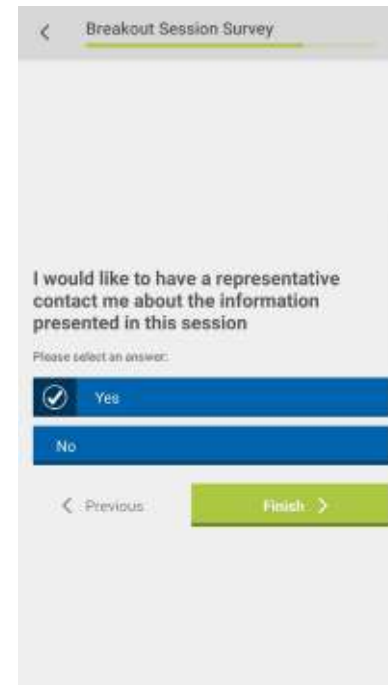 Breakout Session Survey
I would like to have a representative
contact me about the information
presented in this session
Please select an answer:
Yes
No
Previous
Finish